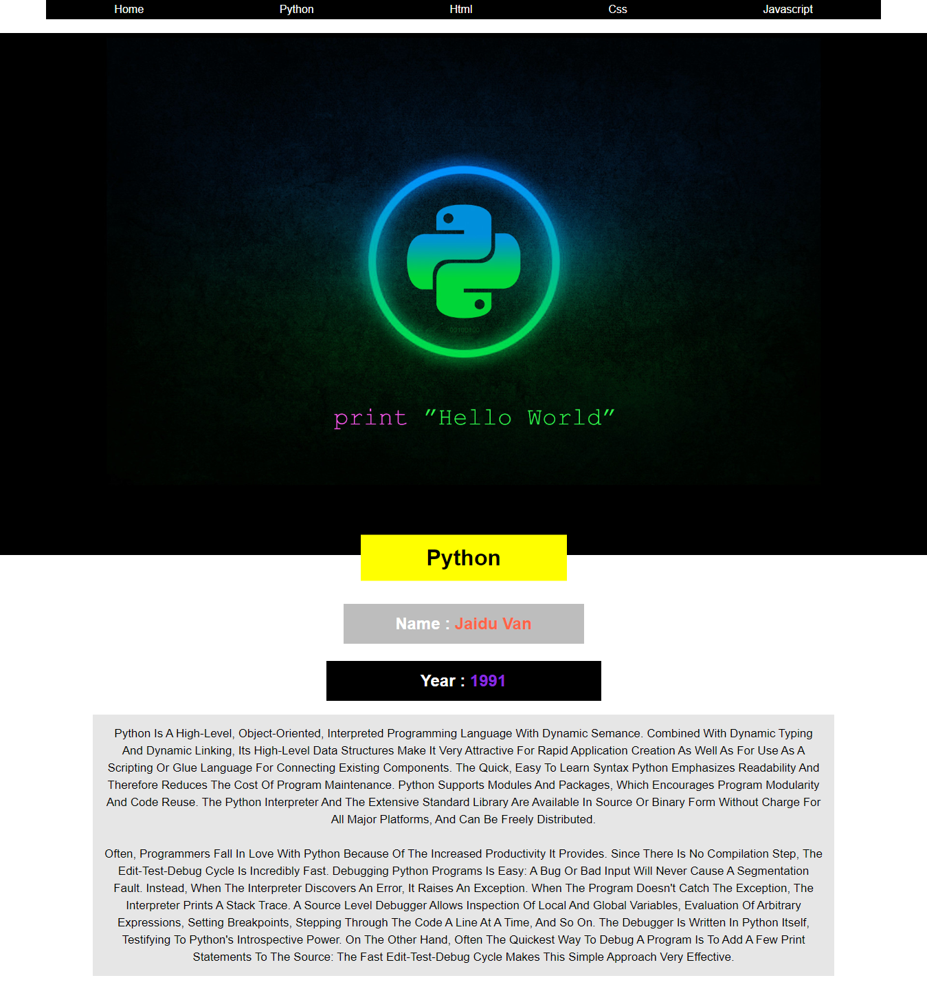 Home Python Html Css Javascript
00100100
print ”Hello World”
Python
Name : Jaidu Van
Year : 1991
Python Is A High-Level, Object-Oriented, Interpreted Programming Language With Dynamic Semance. Combined With Dynamic Typing
And Dynamic Linking, Its High-Level Data Structures Make It Very Attractive For Rapid Application Creation As Well As For Use As A
Scripting Or Glue Language For Connecting Existing Components. The Quick, Easy To Learn Syntax Python Emphasizes Readability And
Therefore Reduces The Cost Of Program Maintenance. Python Supports Modules And Packages, Which Encourages Program Modularity
And Code Reuse. The Python Interpreter And The Extensive Standard Library Are Available In Source Or Binary Form Without Charge For
All Major Platforms, And Can Be Freely Distributed.
Often, Programmers Fall In Love With Python Because Of The Increased Productivity It Provides. Since There Is No Compilation Step, The
Edit-Test-Debug Cycle Is Incredibly Fast. Debugging Python Programs Is Easy: A Bug Or Bad Input Will Never Cause A Segmentation
Fault. Instead, When The Interpreter Discovers An Error, It Raises An Exception. When The Program Doesn't Catch The Exception, The
Interpreter Prints A Stack Trace. A Source Level Debugger Allows Inspection Of Local And Global Variables, Evaluation Of Arbitrary
Expressions, Setting Breakpoints, Stepping Through The Code A Line At A Time, And So On. The Debugger Is Written In Python Itself,
Testifying To Python's Introspective Power. On The Other Hand, Often The Quickest Way To Debug A Program Is To Add A Few Print
Statements To The Source: The Fast Edit-Test-Debug Cycle Makes This Simple Approach Very Effective.